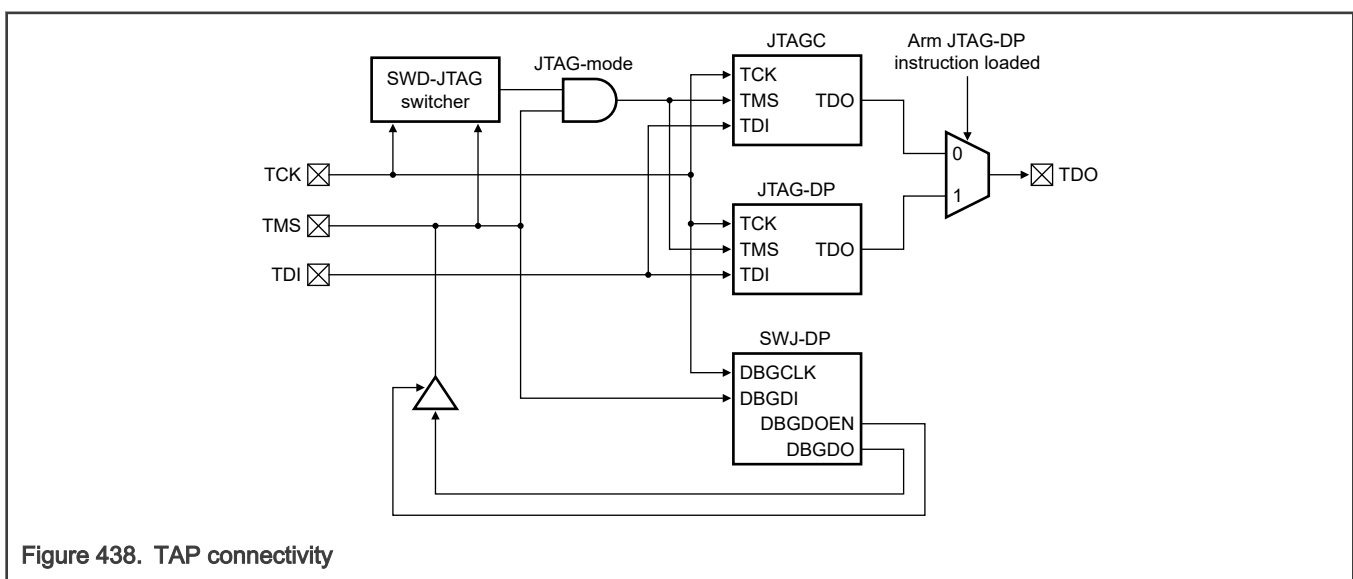 JTAGC
Arm JTAG-DP
instruction loaded
JTAG-mode
SWD-JTAG
switcher
TCK
TMS
TDO
TDI
0
1
TDO
TCK
TMS
TDI
JTAG-DP
TCK
TMS
TDO
TDI
SWJ-DP
DBGCLK
DBGDI
DBGDOEN
DBGDO
Figure 438. TAP connectivity